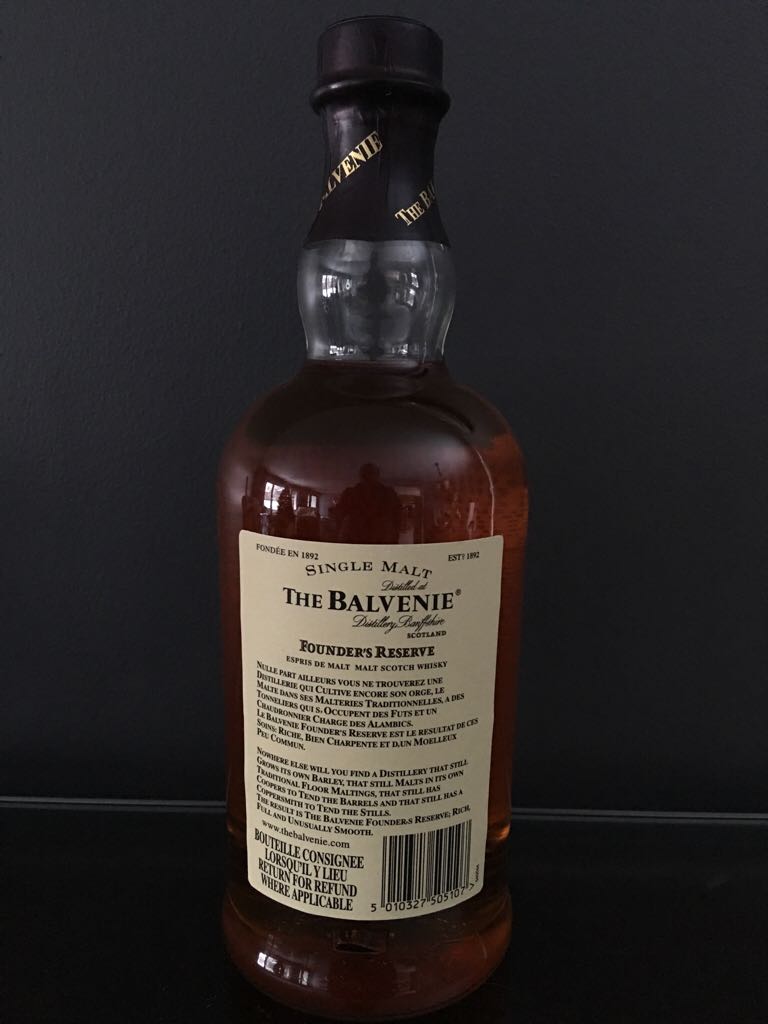 ALVENIE
THE BA
FONDÉE EN 1892
ESTD 1892
SINGLE MALT
Distilled at
THE BALVENIE®
Distillery, Banffshire
SCOTLAND
FOUNDER'S RESERVE
ESPRIS DE MALT MALT SCOTCH WHISKY
NULLE PART AILLEURS VOUS NE TROUVEREZ UNE
DISTILLERIE QUI CULTIVE ENCORE SON ORGE, LE
MALTE DANS SES MALTERIES TRADITIONNELLES, A DES
TONNELIERS QUI S. OCCUPENT DES FUTS ET UN
CHAUDRONNIER CHARGE DES ALAMBICS.
LE BALVENIE FOUNDER'S RESERVE EST LE RESULTAT DE CES
SOINS: RICHE, BIEN CHARPENTE ET D,UN MOELLEUX
PEU COMMUN.
NOWHERE ELSE WILL YOU FIND A DISTILLERY THAT STILL
GROWS ITS OWN BARLEY, THAT STILL MALTS IN ITS OWN
TRADITIONAL FLOOR MALTINGS, THAT STILL HAS
COOPERS TO TEND THE BARRELS AND THAT STILL HAS A
COPPERSMITH TO TEND THE STILLS.
THE RESULT IS THE BALVENIE FOUNDER,S RESERVE; RICH,
FULL AND UNUSUALLY SMOOTH.
www.thebalvenie.com
BOUTEILLE CONSIGNEE
LORSQU'IL Y LIEU
RETURN FOR REFUND
WHERE APPLICABLE
5 010327 505107 >